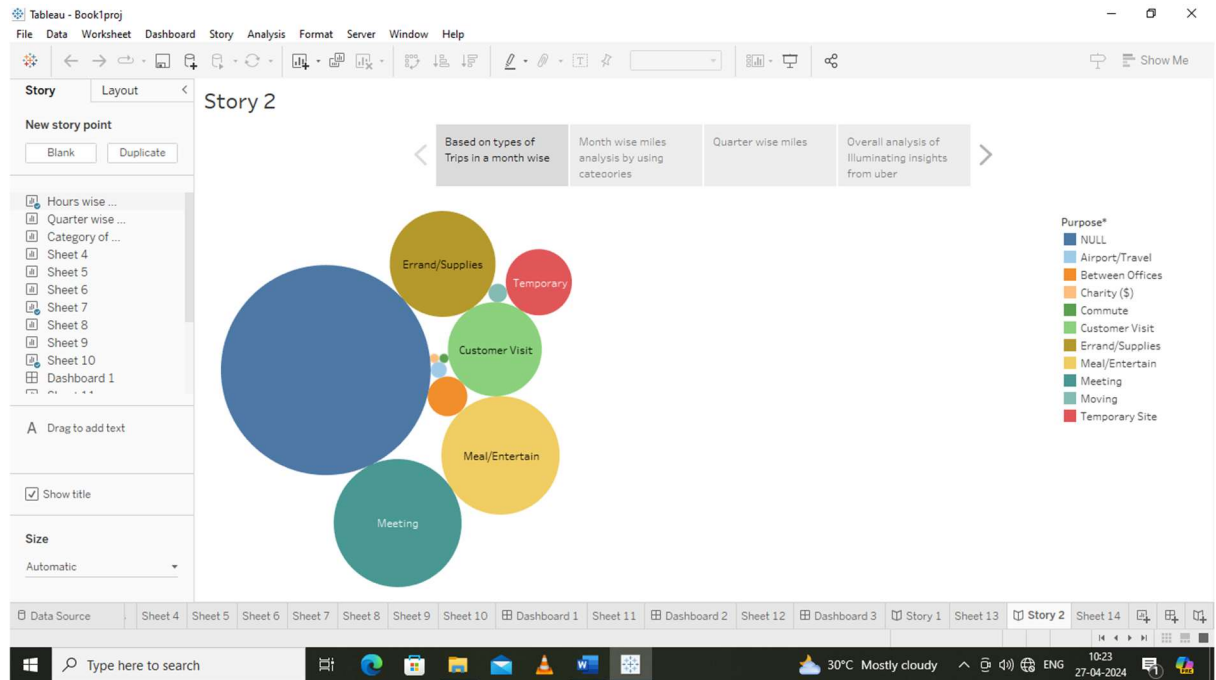 Tableau - Book1proj
File Data Worksheet Dashboard Story Analysis Format Server Window Help
Show Me
Story Layout
New story point
Blank Duplicate
Hours wise ...
Quarter wise ...
Category of ...
Sheet 4
Sheet 5
Sheet 6
Sheet 7
Sheet 8
Sheet 9
Sheet 10
Dashboard 1
A Drag to add text
Show title
Size
Automatic
Story 2
Based on types of
Trips in a month wise
Month wise miles
analysis by using
categories
Quarter wise miles
Overall analysis of
Illuminating insights
from uber
Errand/Supplies
Temporary
Customer Visit
Meal/Entertain
Meeting
Purpose*
NULL
Airport/Travel
Between Offices
Charity ($)
Commute
Customer Visit
Errand/Supplies
Meal/Entertain
Meeting
Moving
Temporary Site
Data Source Sheet 4 Sheet 5 Sheet 6 Sheet 7 Sheet 8 Sheet 9 Sheet 10 Dashboard 1 Sheet 11 Dashboard 2 Sheet 12 Dashboard 3 Story 1 Sheet 13 Story 2 Sheet 14
Type here to search
30°C Mostly cloudy
ENG
10:23
27-04-2024